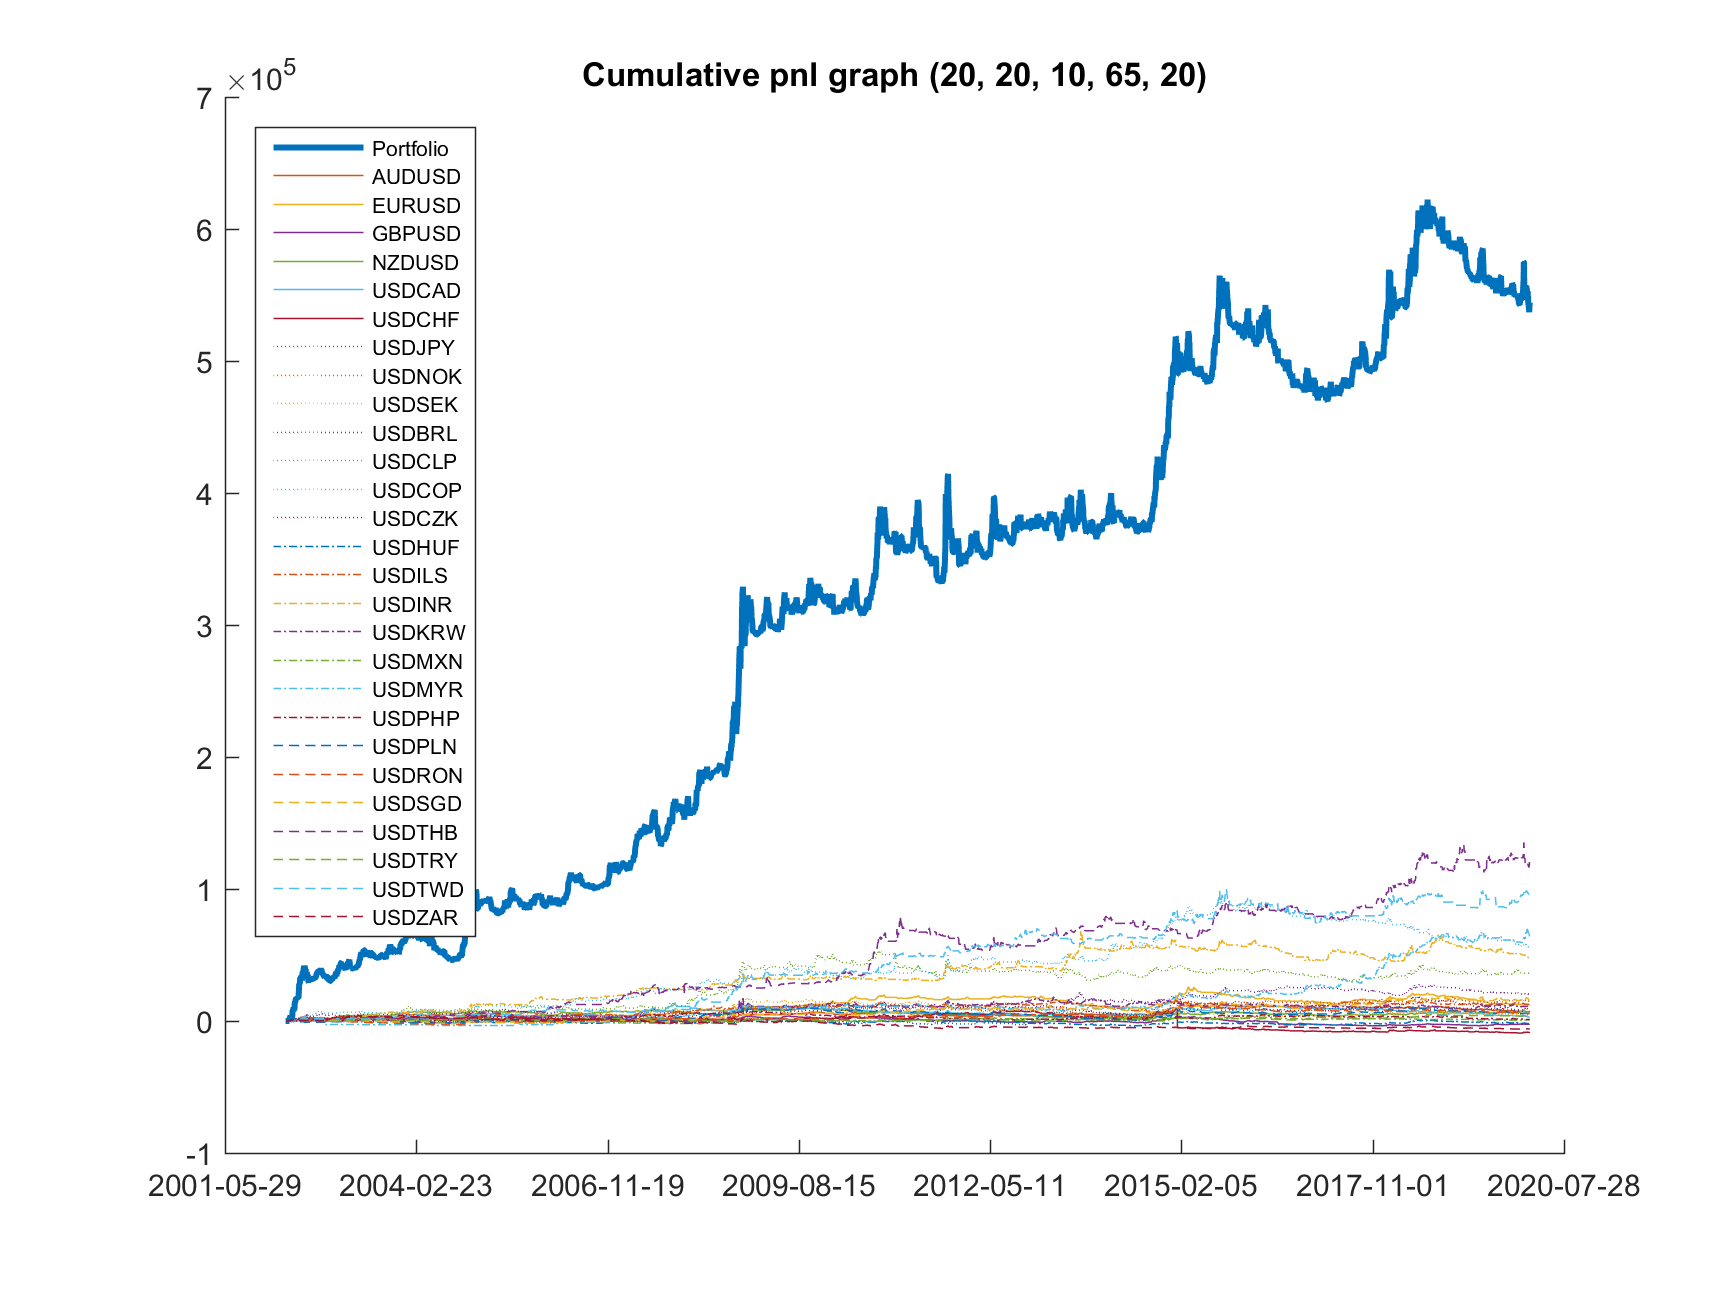 Cumulative pnl graph (20, 20, 10, 65, 20)
×10^5
7
6
5
4
3
2
1
0
-1
Portfolio
AUDUSD
EURUSD
GBPUSD
NZDUSD
USDCAD
USDCHF
USDJPY
USDNOK
USDSEK
USDBRL
USDCLP
USDCOP
USDCZK
USDHUF
USDILS
USDINR
USDKRW
USDMXN
USDMYR
USDPHP
USDPLN
USDRON
USDSGD
USDTHB
USDTRY
USDTWD
USDZAR
2001-05-29 2004-02-23 2006-11-19 2009-08-15 2012-05-11 2015-02-05 2017-11-01 2020-07-28